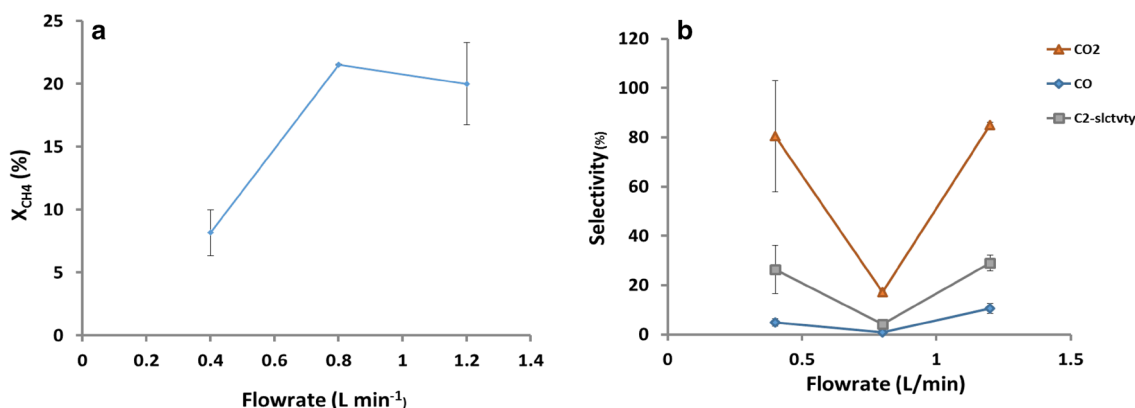 a
25
20
15
10
5
0
X_CH4 (%)
0 0.2 0.4 0.6 0.8 1 1.2 1.4
Flowrate (L min⁻¹)
b
120
100
80
60
40
20
0
Selectivity (%)
0 0.5 1 1.5
Flowrate (L/min)
CO2
CO
C2-slctvty